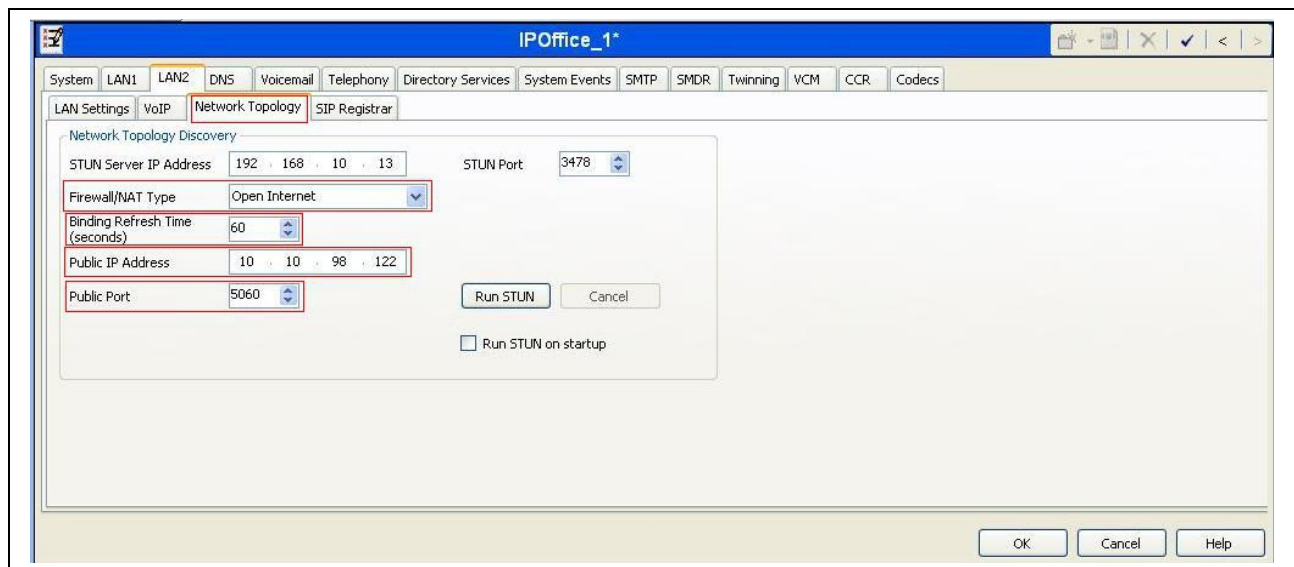 IPOffice_1*
System LAN1 LAN2 DNS Voicemail Telephony Directory Services System Events SMTP SMDR Twinning VCM CCR Codecs
LAN Settings VoIP Network Topology SIP Registrar
Network Topology Discovery
STUN Server IP Address 192 . 168 . 10 . 13 STUN Port 3478
Firewall/NAT Type Open Internet
Binding Refresh Time
(seconds) 60
Public IP Address 10 . 10 . 98 . 122
Public Port 5060 Run STUN Cancel
Run STUN on startup
OK Cancel Help